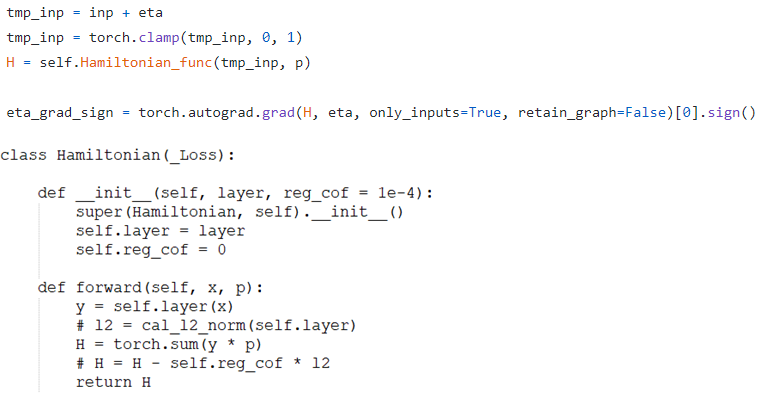 tmp_inp = inp + eta
tmp_inp = torch.clamp(tmp_inp, 0, 1)
H = self.Hamiltonian_func(tmp_inp, p)
eta_grad_sign = torch.autograd.grad(H, eta, only_inputs=True, retain_graph=False)[0].sign()
class Hamiltonian(_Loss):
def __init__(self, layer, reg_cof = 1e-4):
super(Hamiltonian, self).__init__()
self.layer = layer
self.reg_cof = 0
def forward(self, x, p):
y = self.layer(x)
# l2 = cal_l2_norm(self.layer)
H = torch.sum(y * p)
# H = H - self.reg_cof * l2
return H